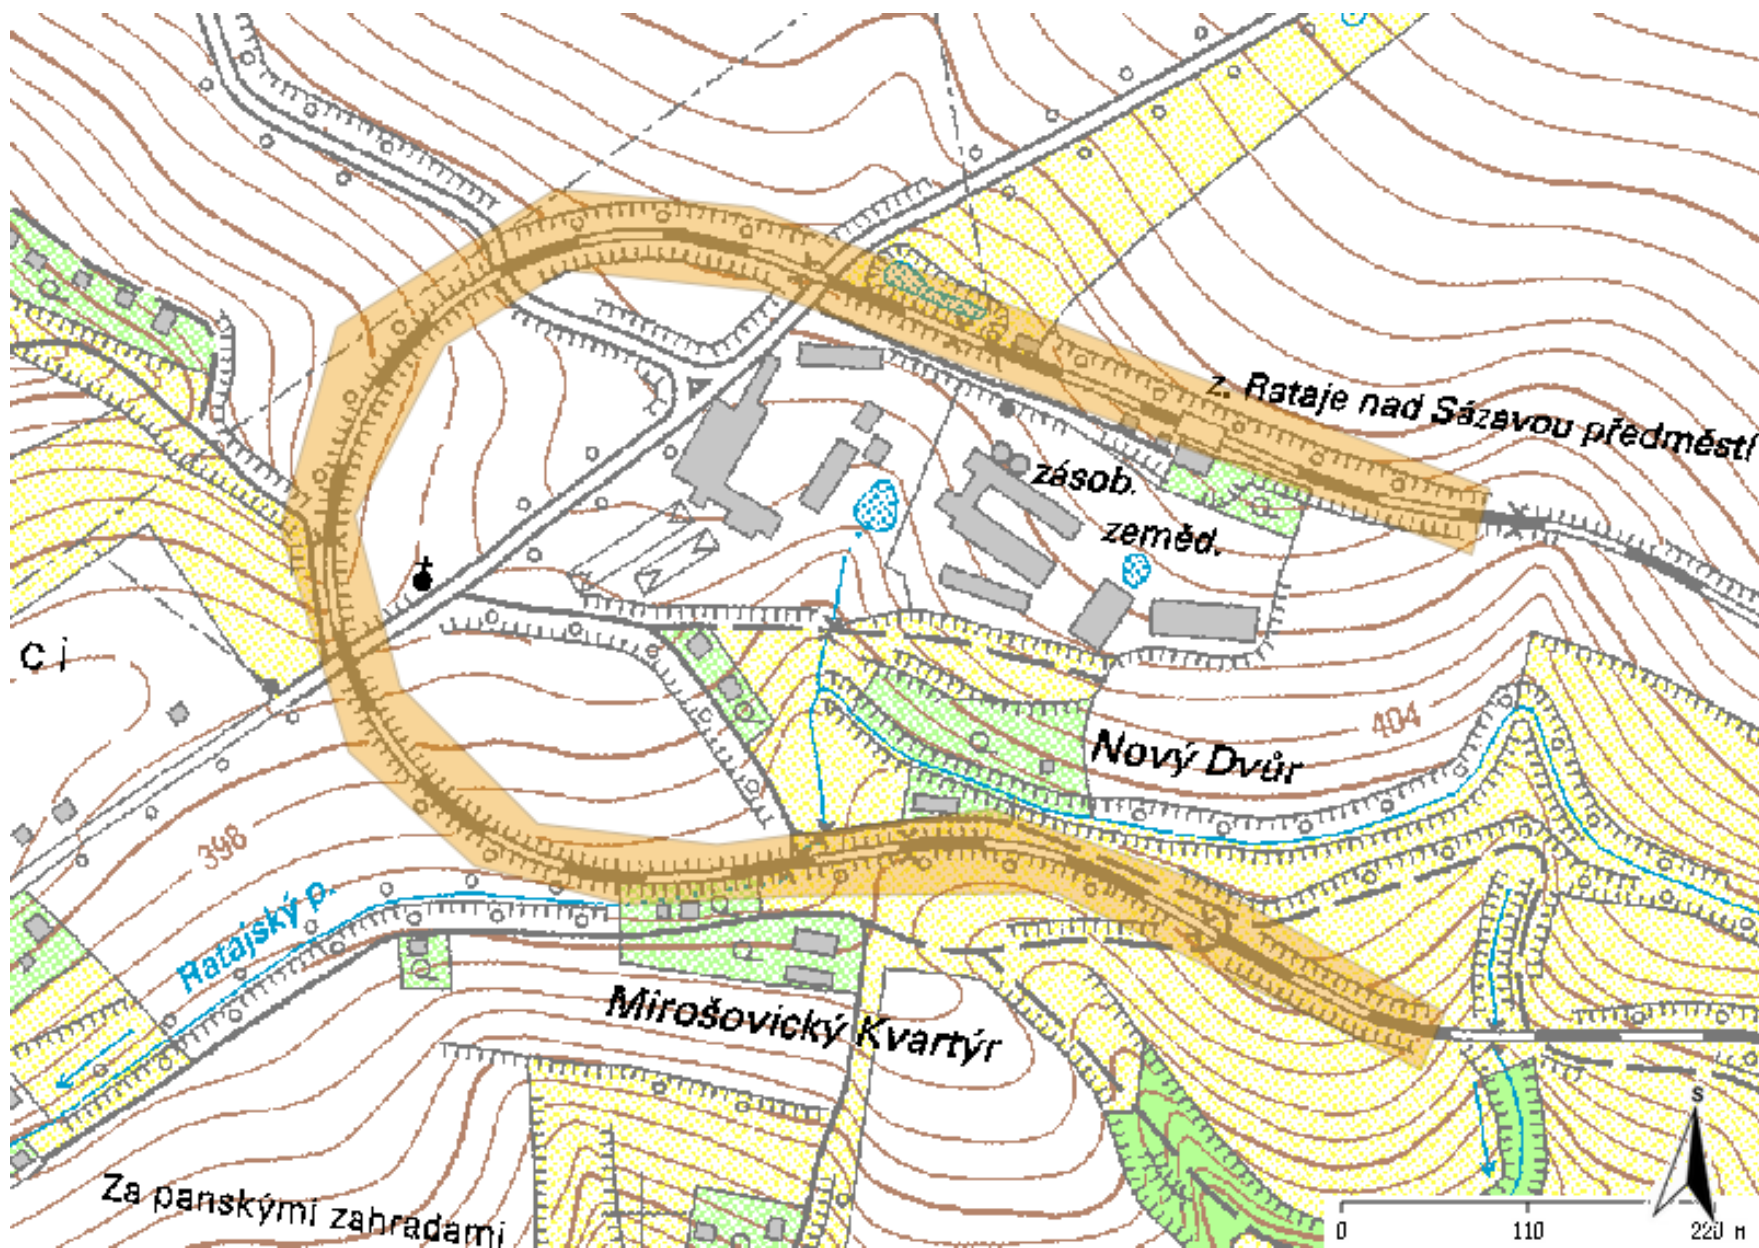 z. Rataje nad Sázavou předměstí
zásob.
zeměd.
c i
404
Nový Dvůr
398
Ratajský p.
Mirošovický Kvartýr
S
Za panskými zahradami
0 110 220 M